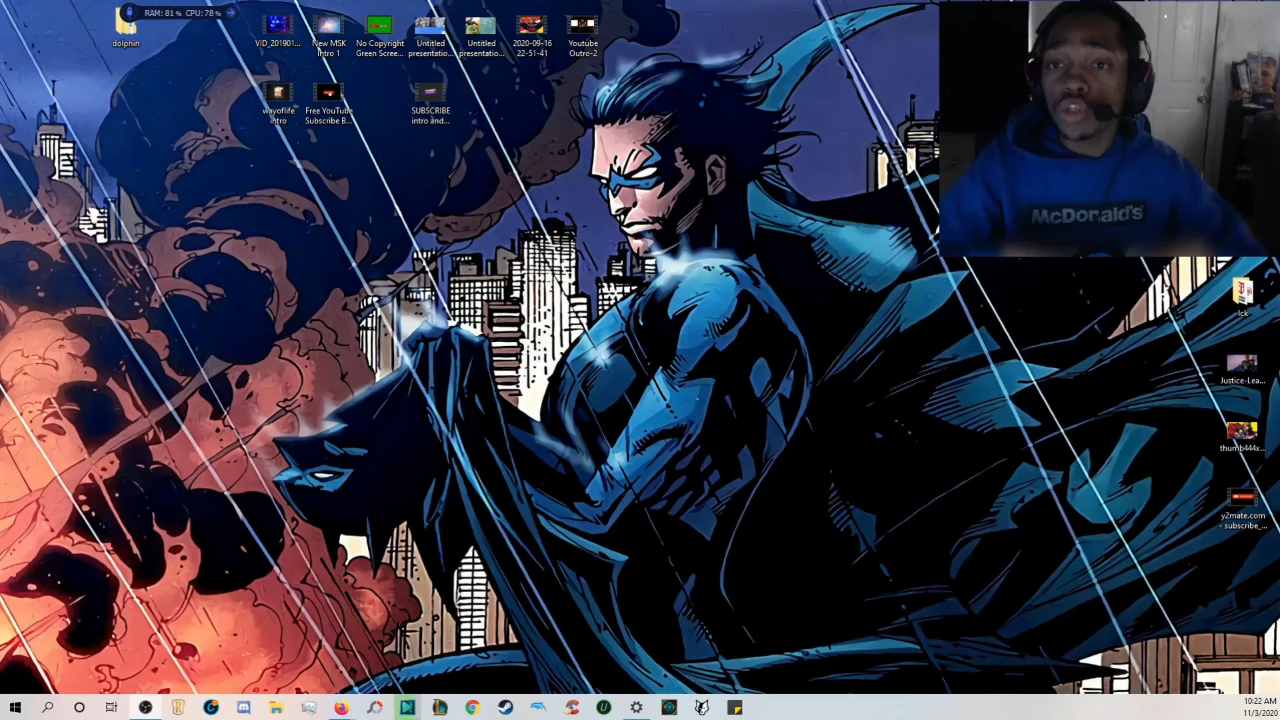 RAM: 81 % CPU: 78 %
dolphin
VID_201901...
New MSK
Intro 1
No Copyright
Green Scree...
Untitled
presentatio...
Untitled
presentatio...
2020-09-16
22-51-41
Youtube
Outro-2
wayoflife
intro
Free YouTube
Subscribe B...
SUBSCRIBE
intro and...
McDonald's
lck
Justice-Lea...
thumb444x...
y2mate.com
- subscribe_...
10:22 AM
11/3/2020